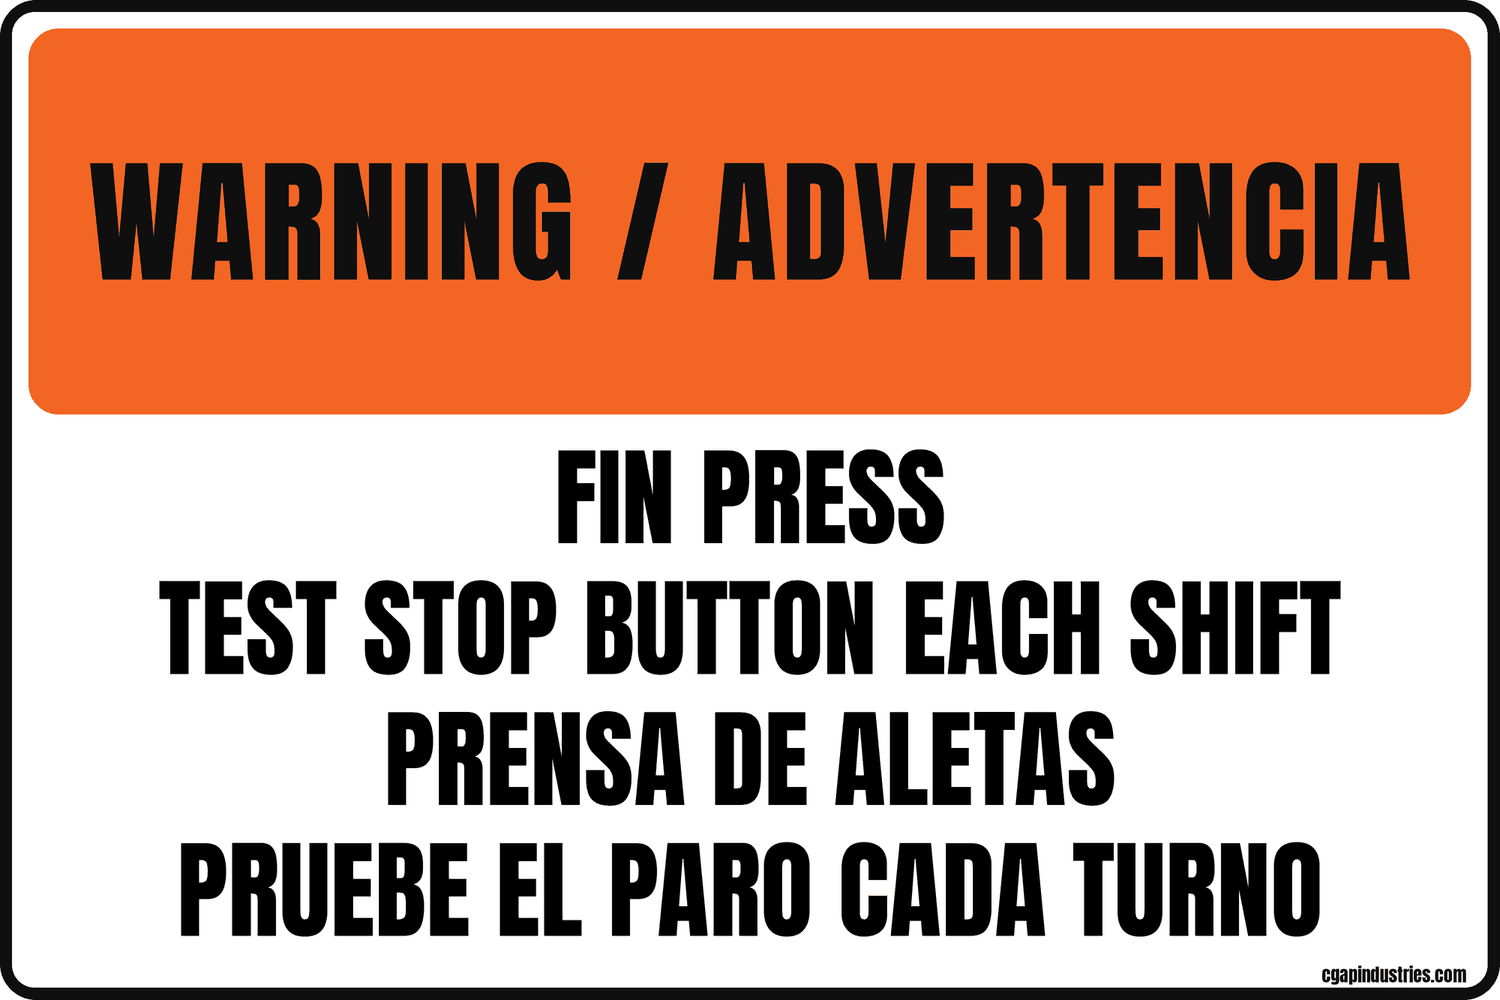 WARNING / ADVERTENCIA
FIN PRESS
TEST STOP BUTTON EACH SHIFT
PRENSA DE ALETAS
PRUEBE EL PARO CADA TURNO
cgapindustries.com